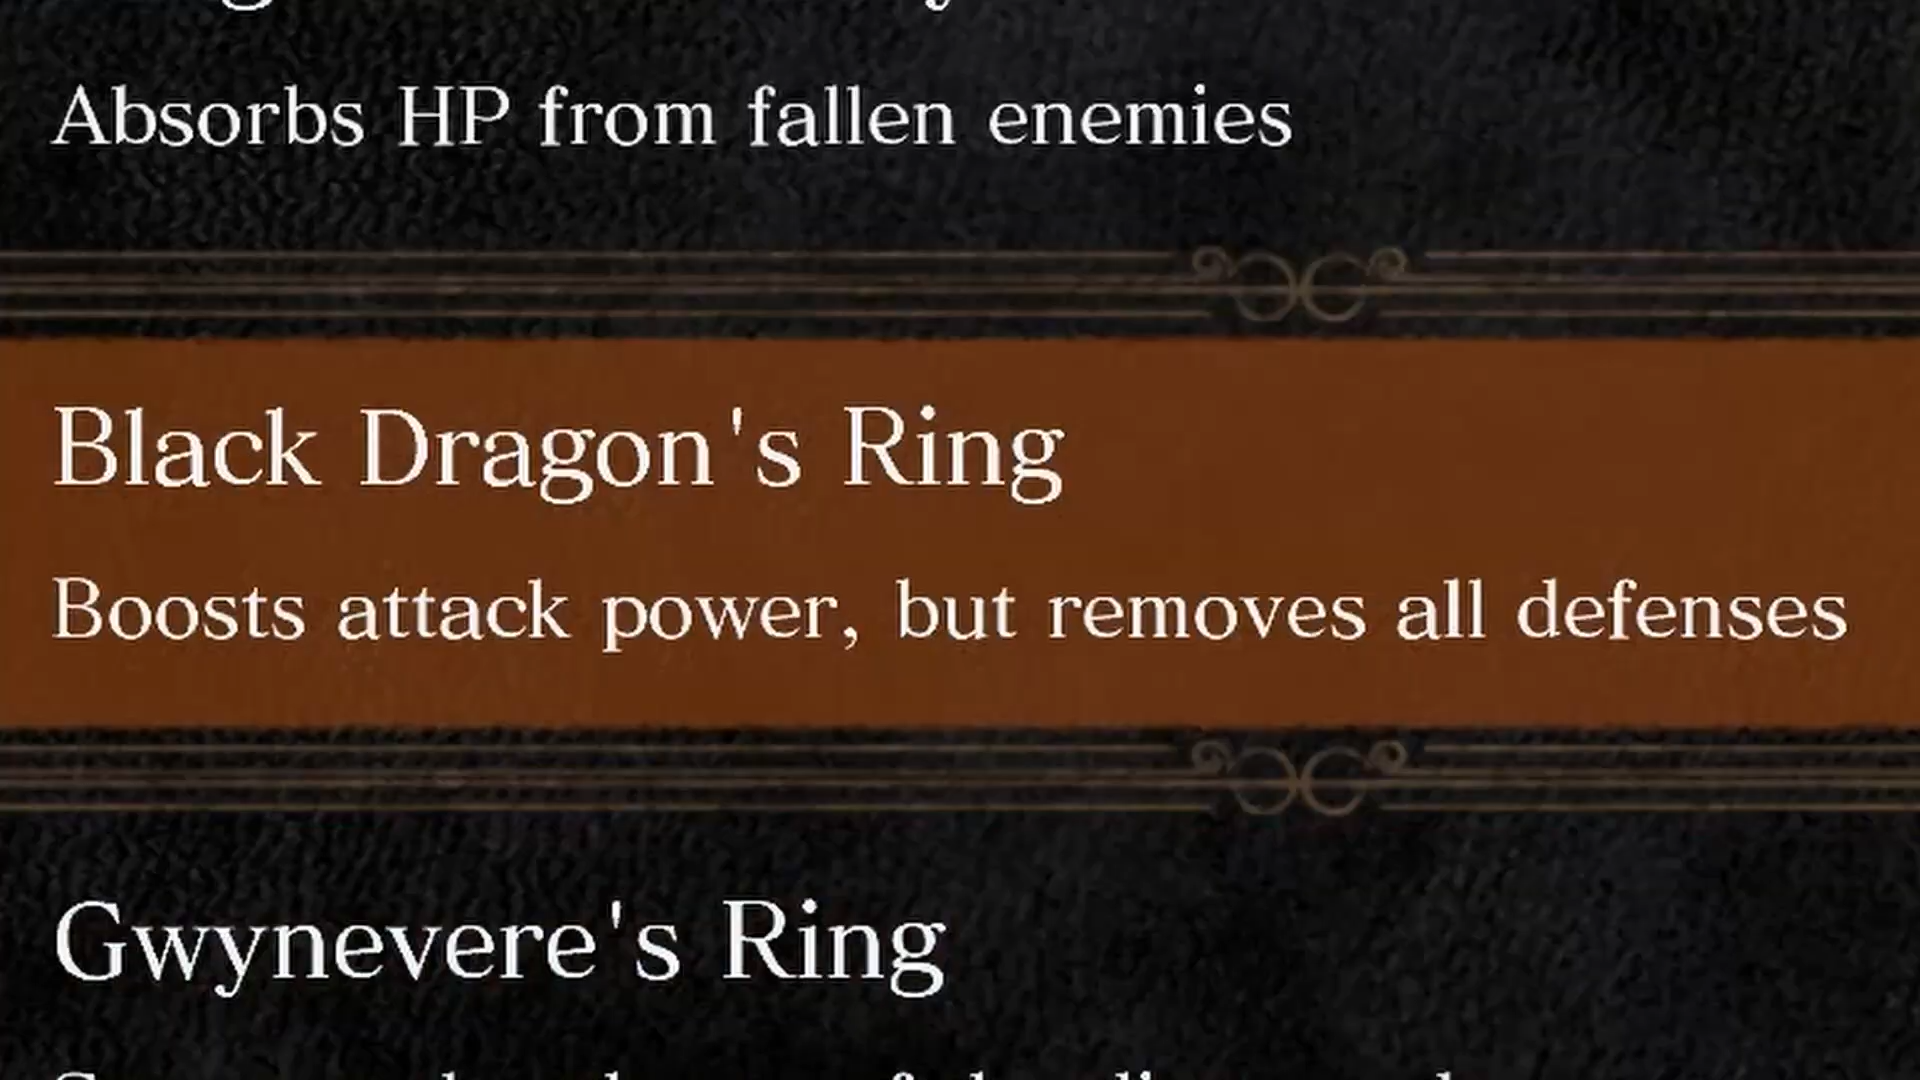 Absorbs HP from fallen enemies
Black Dragon's Ring
Boosts attack power, but removes all defenses
Gwynevere's Ring